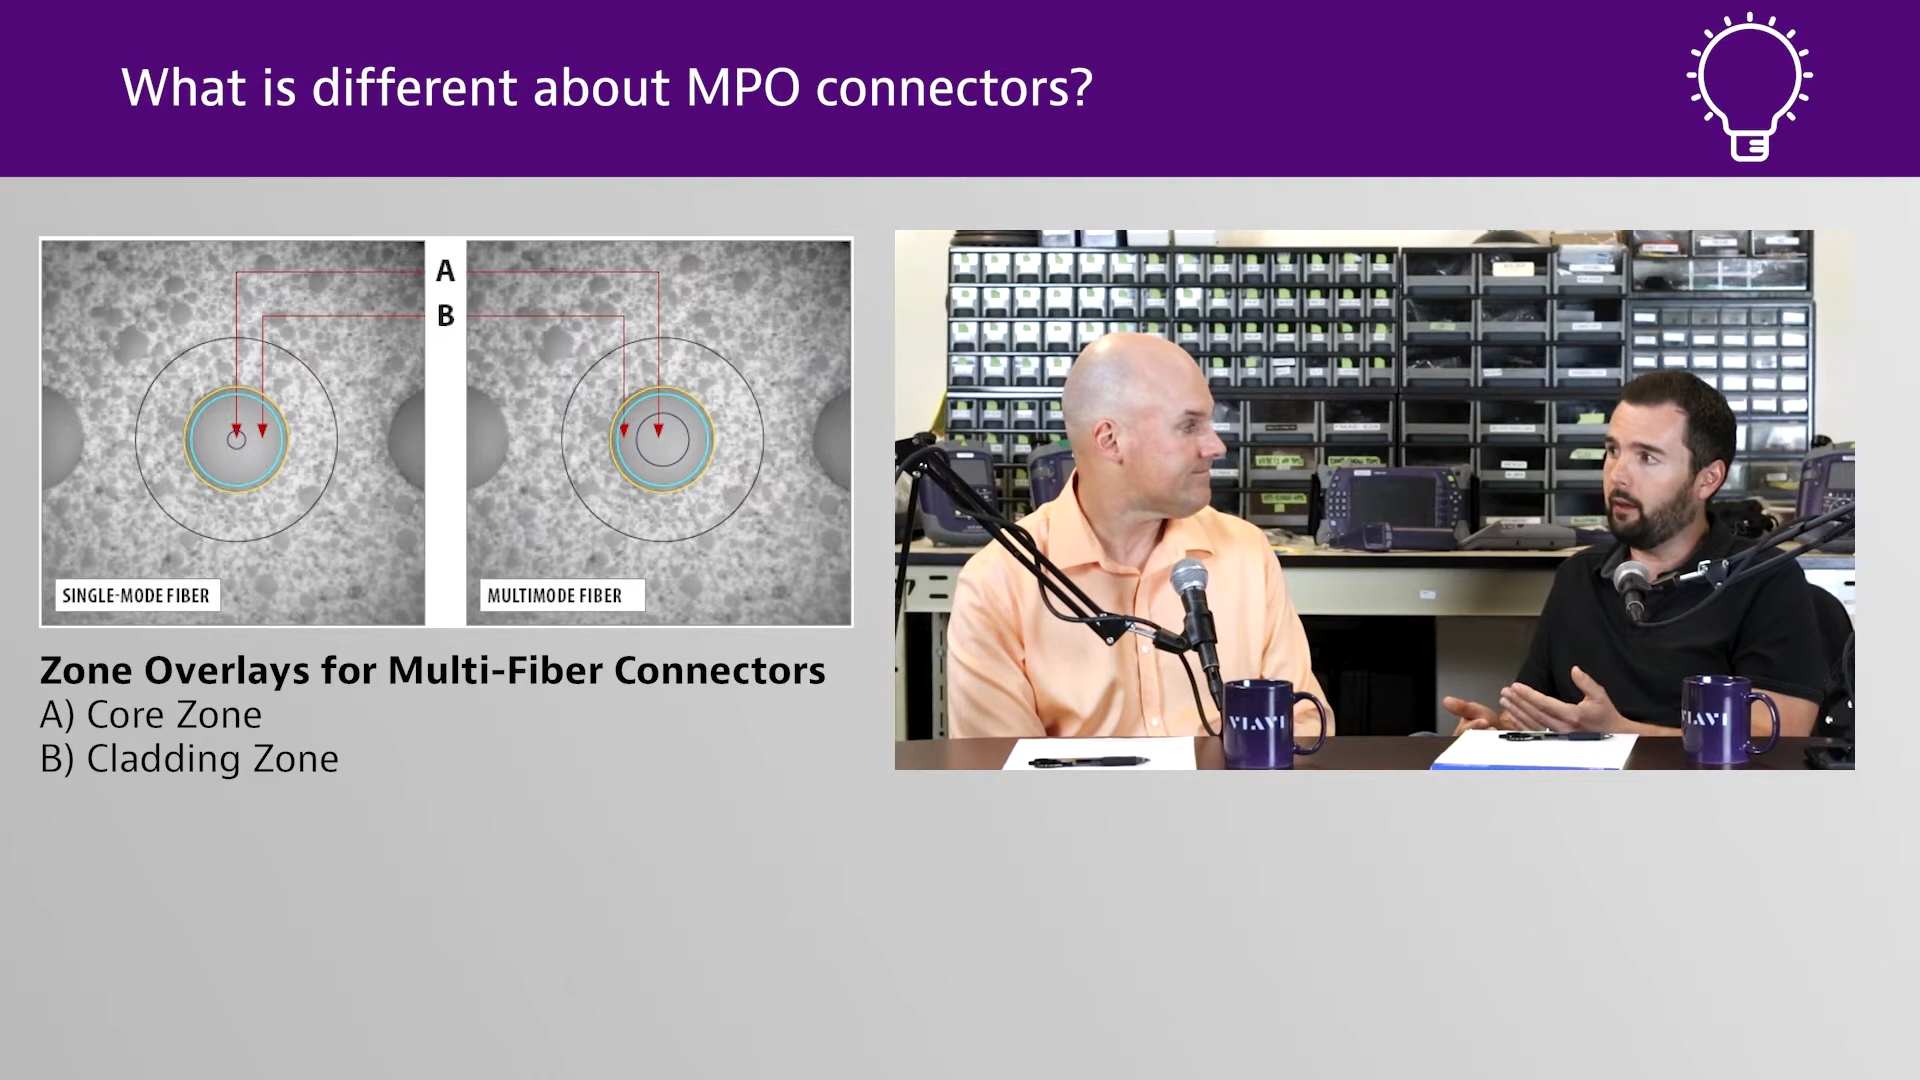 What is different about MPO connectors?
A
B
SINGLE-MODE FIBER
MULTIMODE FIBER
Zone Overlays for Multi-Fiber Connectors
A) Core Zone
B) Cladding Zone
VIAVI
VIAVI